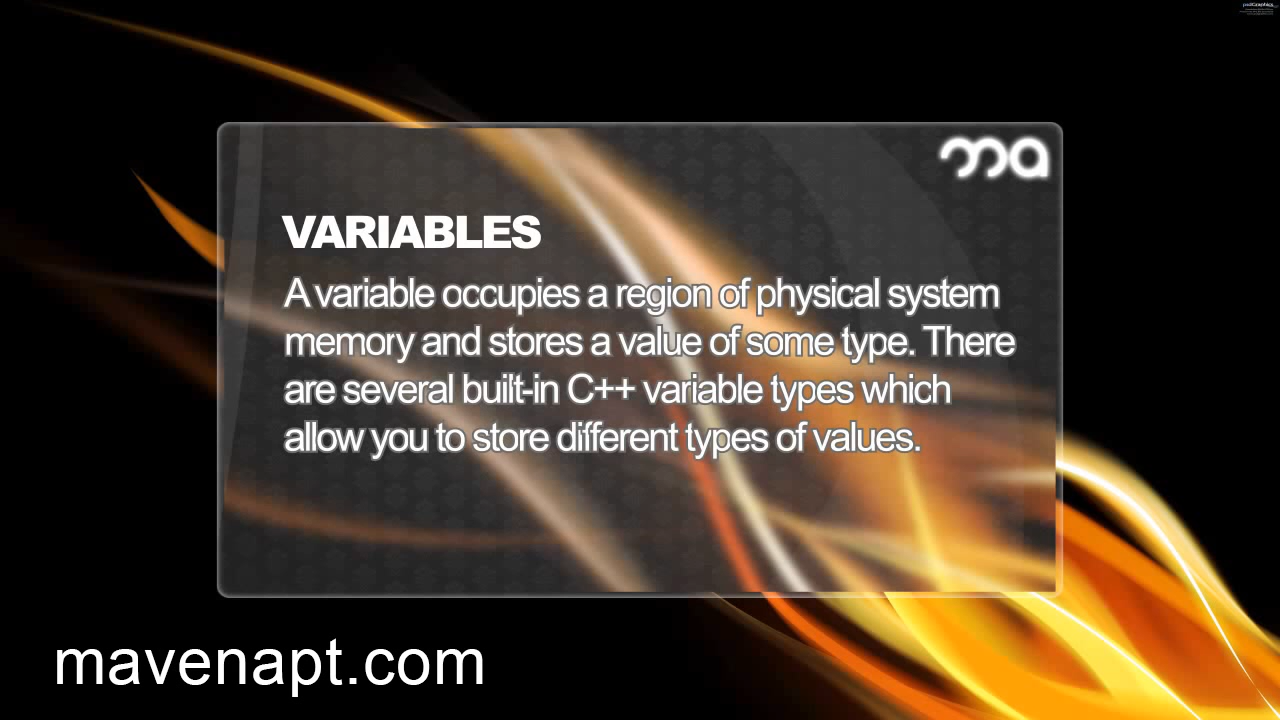 ma
VARIABLES
A variable occupies a region of physical system
memory and stores a value of some type. There
are several built-in C++ variable types which
allow you to store different types of values.
mavenapt.com